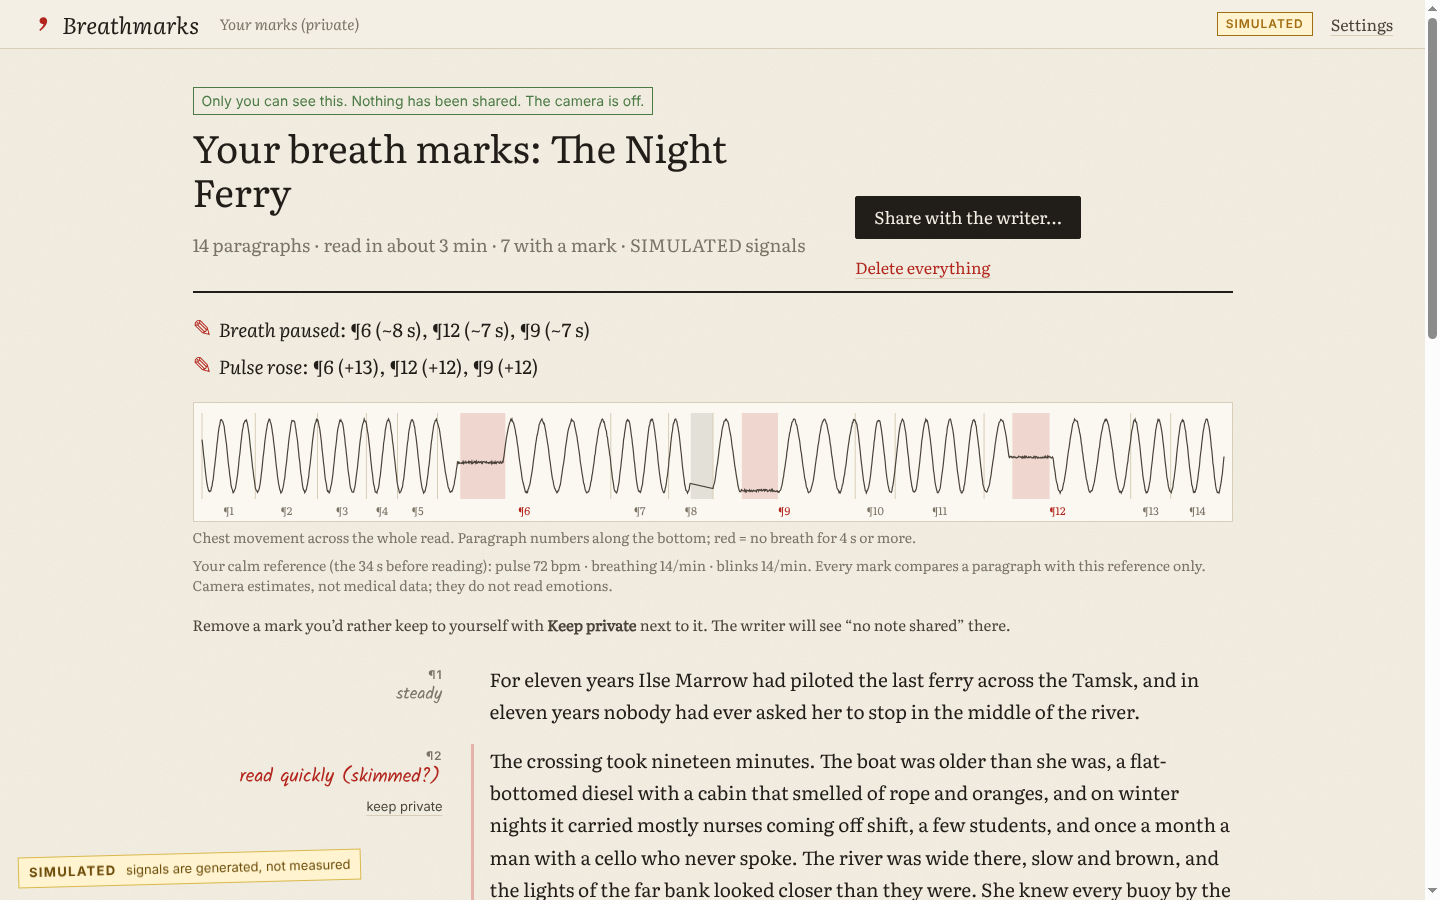 Breathmarks Your marks (private) SIMULATED Settings
Only you can see this. Nothing has been shared. The camera is off.
Your breath marks: The Night
Ferry
14 paragraphs · read in about 3 min · 7 with a mark · SIMULATED signals
Share with the writer…
Delete everything
✎ Breath paused: ¶6 (~8 s), ¶12 (~7 s), ¶9 (~7 s)
✎ Pulse rose: ¶6 (+13), ¶12 (+12), ¶9 (+12)
¶1 ¶2 ¶3 ¶4 ¶5 ¶6 ¶7 ¶8 ¶9 ¶10 ¶11 ¶12 ¶13 ¶14
Chest movement across the whole read. Paragraph numbers along the bottom; red = no breath for 4 s or more.
Your calm reference (the 34 s before reading): pulse 72 bpm · breathing 14/min · blinks 14/min. Every mark compares a paragraph with this reference only.
Camera estimates, not medical data; they do not read emotions.
Remove a mark you’d rather keep to yourself with Keep private next to it. The writer will see “no note shared” there.
¶1
steady
For eleven years Ilse Marrow had piloted the last ferry across the Tamsk, and in
eleven years nobody had ever asked her to stop in the middle of the river.
¶2
read quickly (skimmed?)
keep private
The crossing took nineteen minutes. The boat was older than she was, a flat-
bottomed diesel with a cabin that smelled of rope and oranges, and on winter
nights it carried mostly nurses coming off shift, a few students, and once a month a
man with a cello who never spoke. The river was wide there, slow and brown, and
the lights of the far bank looked closer than they were. She knew every buoy by the
SIMULATED signals are generated, not measured